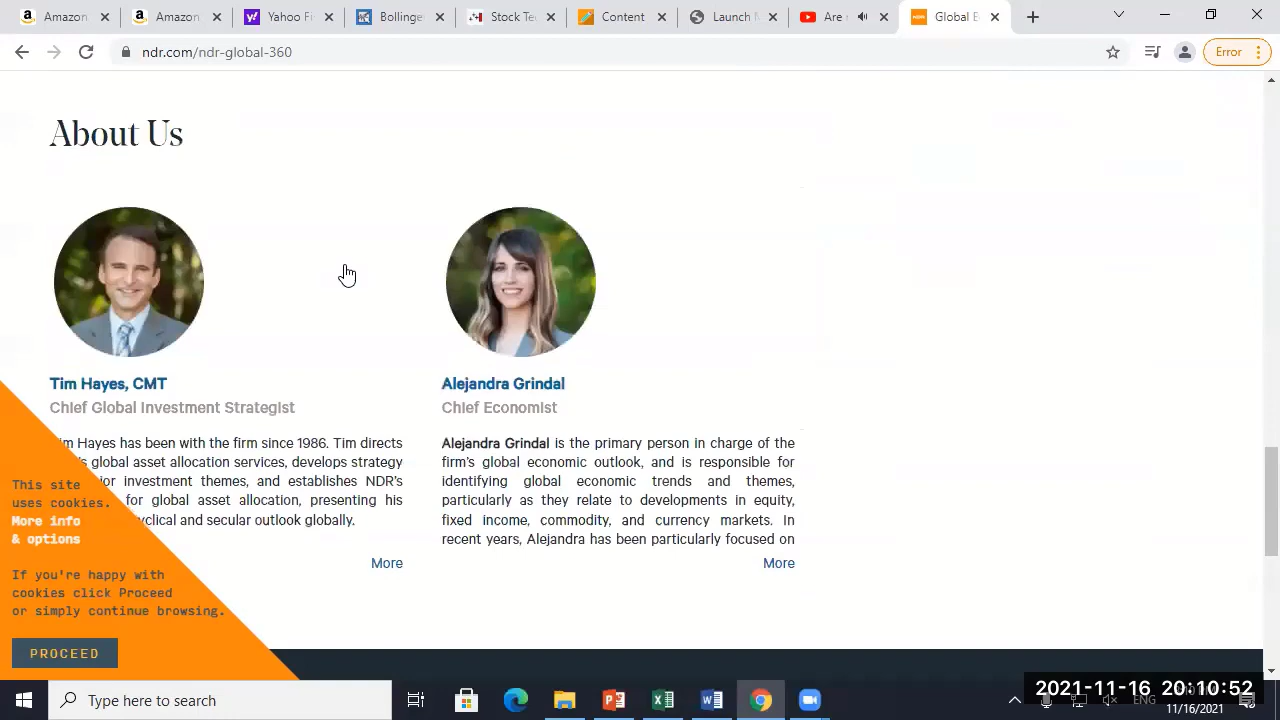 Amazon
Amazon
Yahoo Fi
Bollinge
Stock Te
Content
Launch
Are
Global E
ndr.com/ndr-global-360
Error
About Us
Tim Hayes, CMT
Chief Global Investment Strategist
Tim Hayes has been with the firm since 1986. Tim directs
global asset allocation services, develops strategy
investment themes, and establishes NDR's
for global asset allocation, presenting his
cyclical and secular outlook globally.
More
Alejandra Grindal
Chief Economist
Alejandra Grindal is the primary person in charge of the
firm's global economic outlook, and is responsible for
identifying global economic trends and themes,
particularly as they relate to developments in equity,
fixed income, commodity, and currency markets. In
recent years, Alejandra has been particularly focused on
More
This site
uses cookies.
More info
& options
If you're happy with
cookies click Proceed
or simply continue browsing.
PROCEED
Type here to search
ENG
2021-11-16 20:10:52
11/16/2021